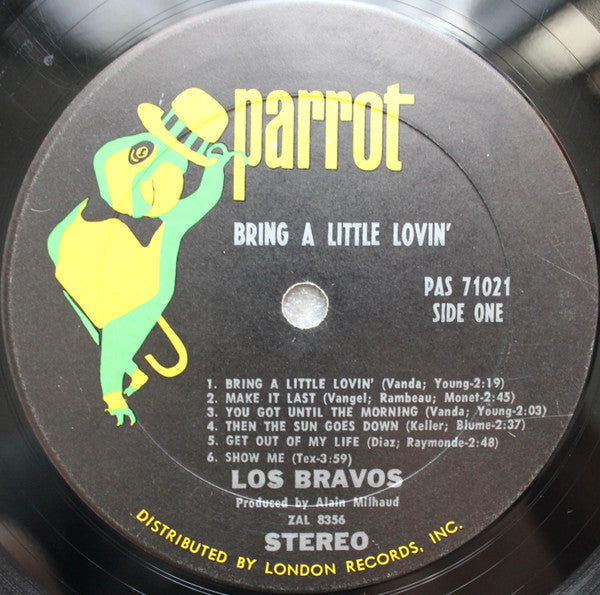 parrot
BRING A LITTLE LOVIN'
PAS 71021
SIDE ONE
1. BRING A LITTLE LOVIN' (Vanda; Young-2:19)
2. MAKE IT LAST (Vangel; Rambeau; Monet-2:45)
3. YOU GOT UNTIL THE MORNING (Vanda; Young-2:03)
4. THEN THE SUN GOES DOWN (Keller; Blume-2:37)
5. GET OUT OF MY LIFE (Diaz; Raymonde-2:48)
6. SHOW ME (Tex-3:59)
LOS BRAVOS
Produced by Alain Milhaud
ZAL 8356
STEREO
DISTRIBUTED BY LONDON RECORDS, INC.